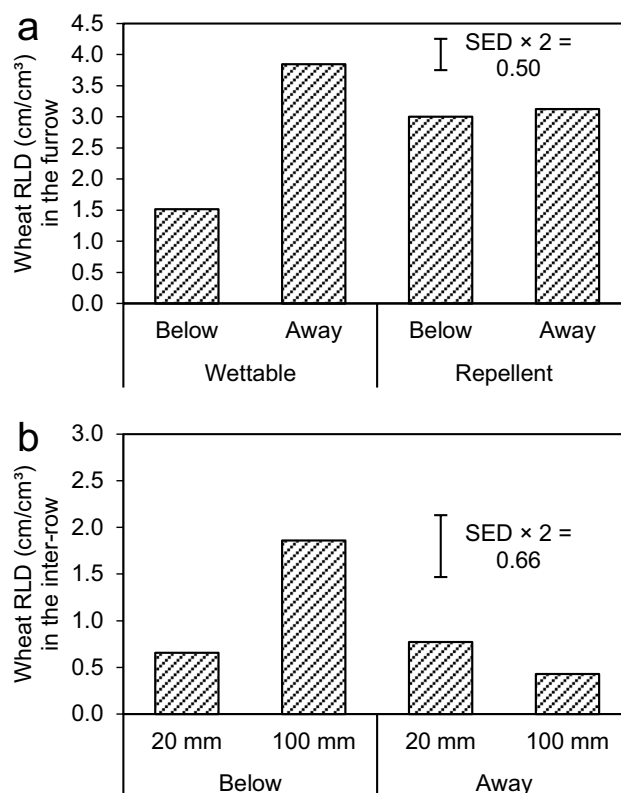 a
Wheat RLD (cm/cm³)
in the furrow
4.5
4.0
3.5
3.0
2.5
2.0
1.5
1.0
0.5
0.0
SED × 2 =
0.50
Below Away Below Away
Wettable Repellent
b
Wheat RLD (cm/cm³)
in the inter-row
3.0
2.5
2.0
1.5
1.0
0.5
0.0
SED × 2 =
0.66
20 mm 100 mm 20 mm 100 mm
Below Away